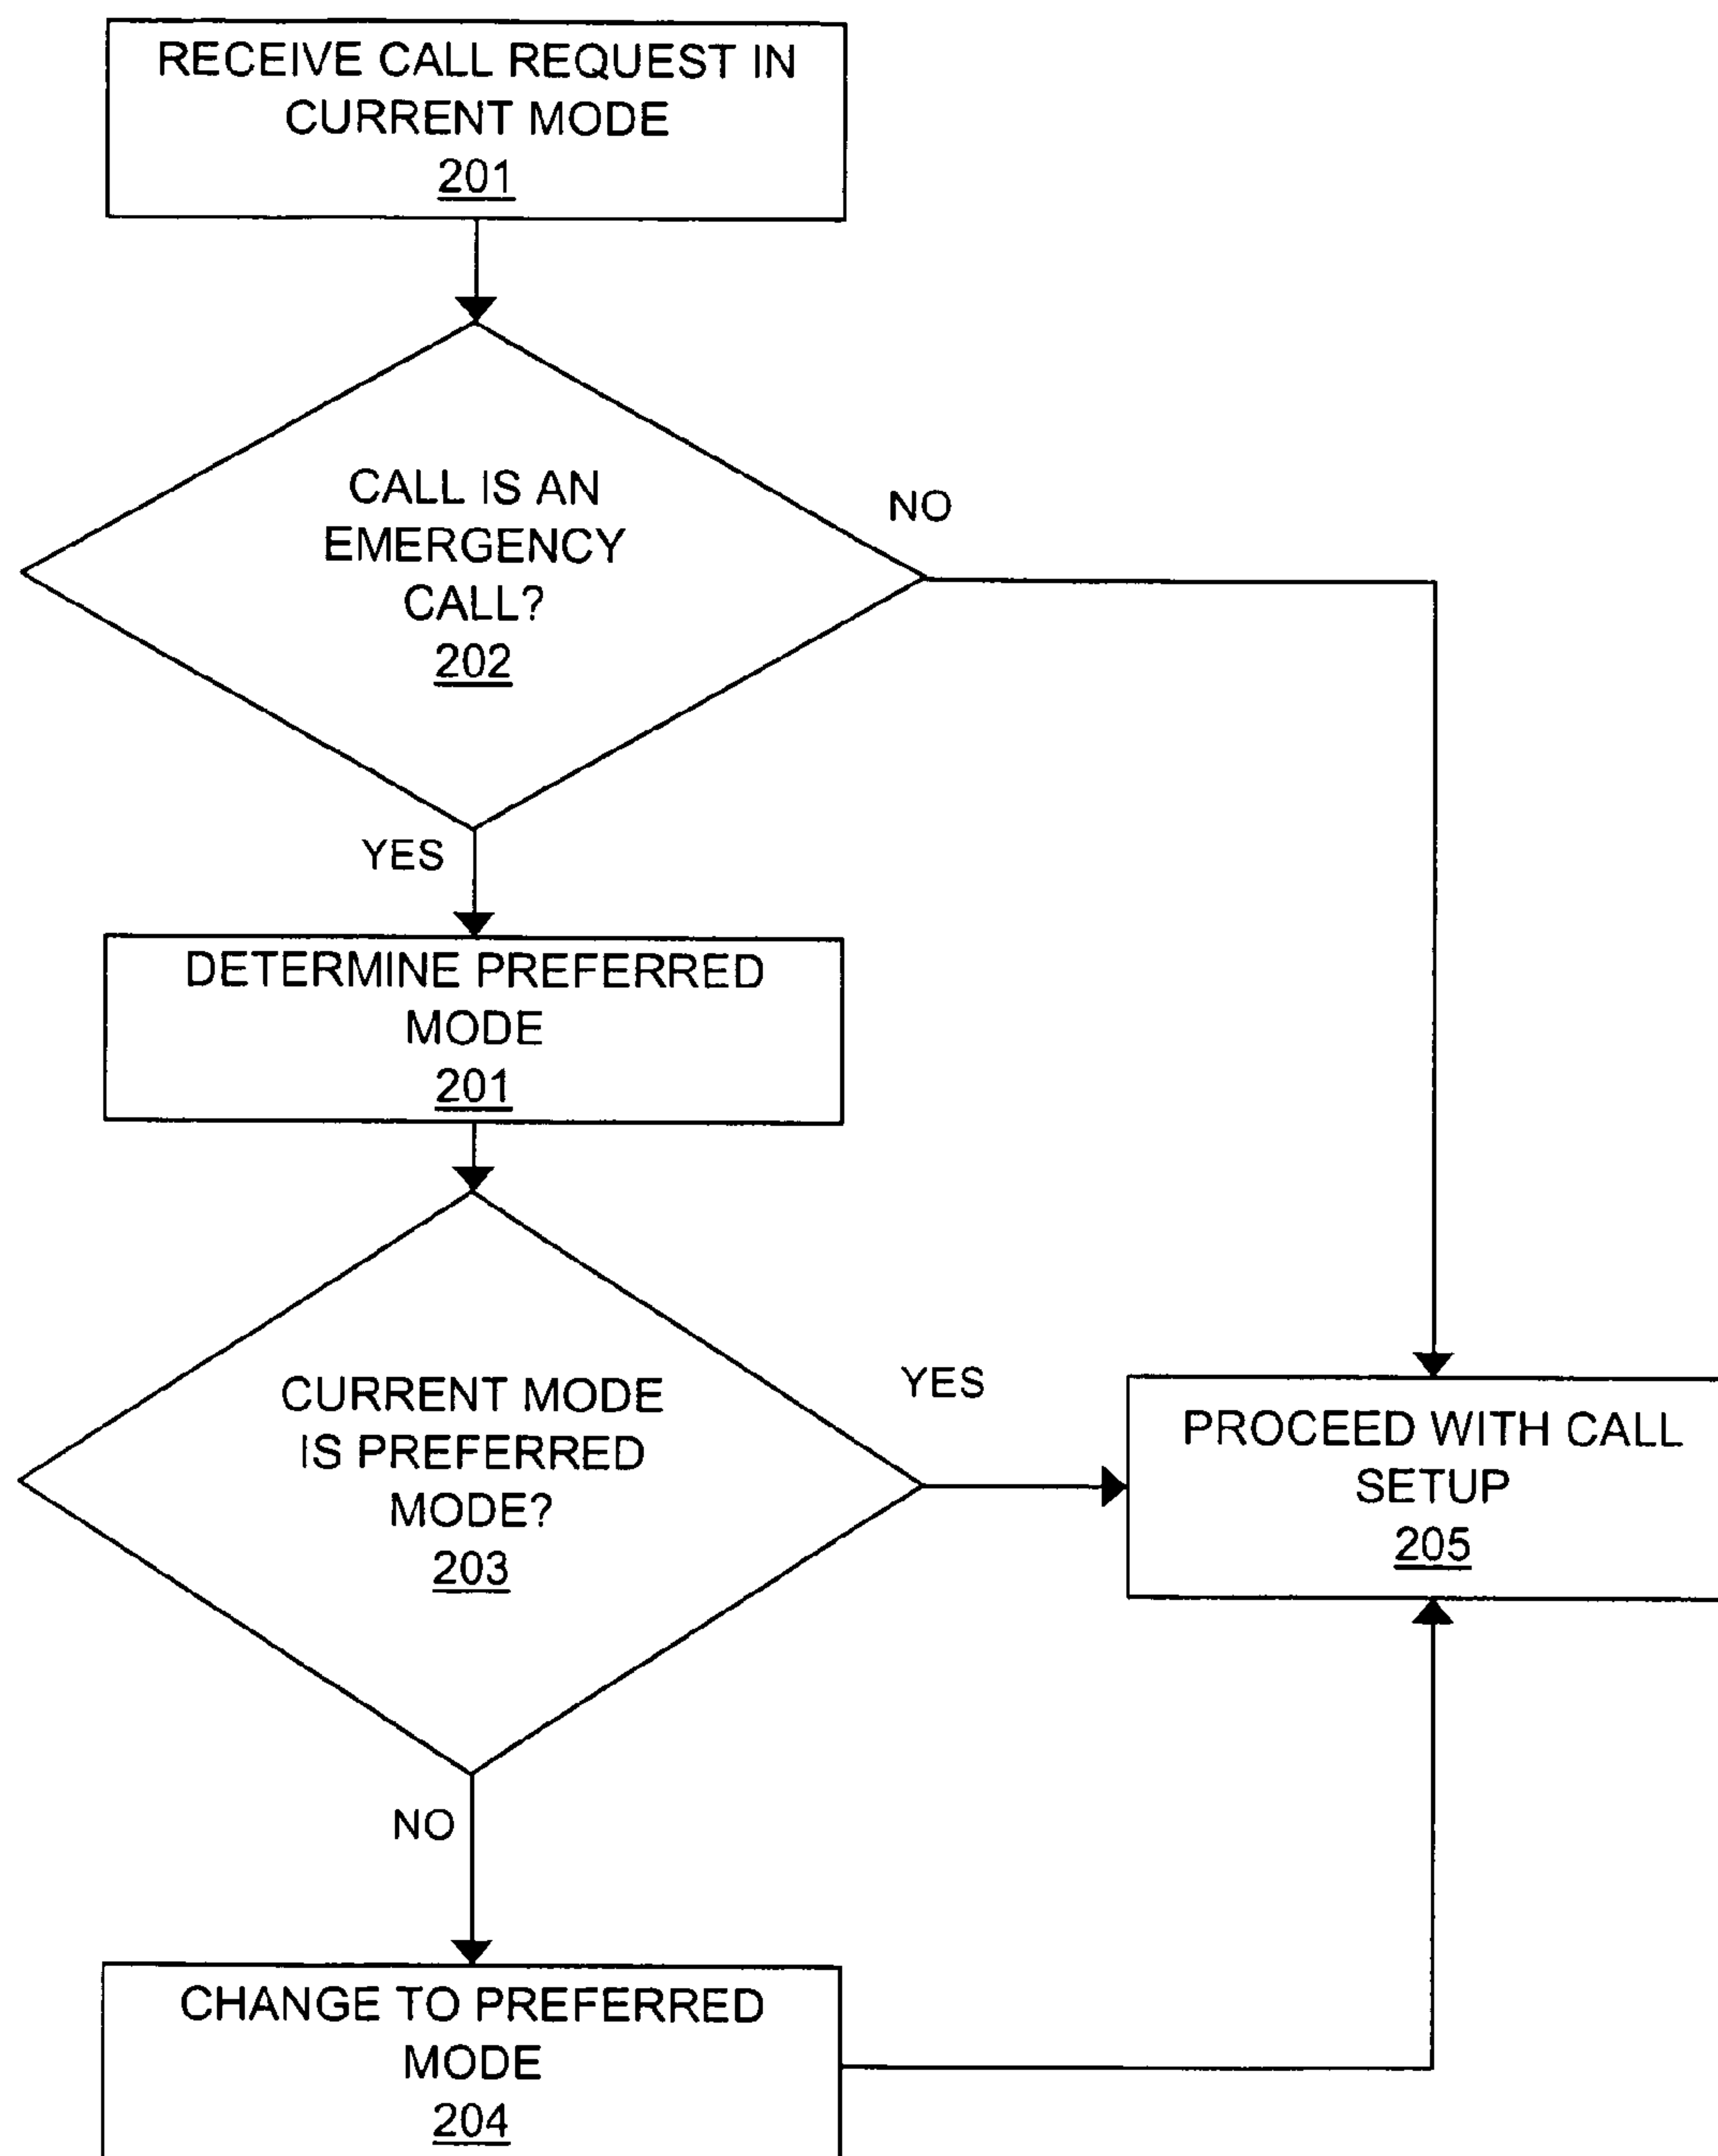 RECEIVE CALL REQUEST IN
CURRENT MODE
201
CALL IS AN
EMERGENCY
CALL?
202
NO
YES
DETERMINE PREFERRED
MODE
201
CURRENT MODE
IS PREFERRED
MODE?
203
YES
PROCEED WITH CALL
SETUP
205
NO
CHANGE TO PREFERRED
MODE
204